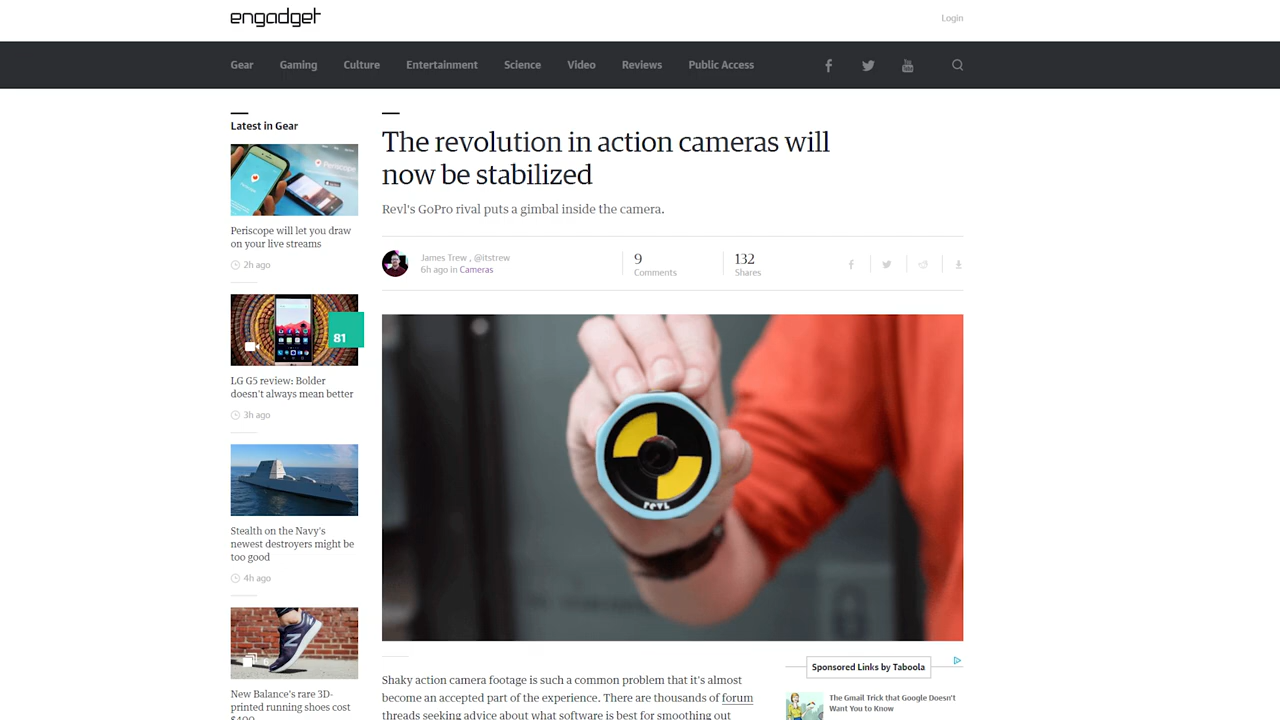 engadget
Login
Gear Gaming Culture Entertainment Science Video Reviews Public Access
Latest in Gear
Periscope
Periscope will let you draw
on your live streams
2h ago
81
LG G5 review: Bolder
doesn't always mean better
3h ago
Stealth on the Navy's
newest destroyers might be
too good
4h ago
New Balance's rare 3D-
printed running shoes cost
$400
The revolution in action cameras will
now be stabilized
Revl's GoPro rival puts a gimbal inside the camera.
James Trew , @itstrew
6h ago in Cameras
9
Comments
132
Shares
revl
Shaky action camera footage is such a common problem that it's almost
become an accepted part of the experience. There are thousands of forum
threads seeking advice about what software is best for smoothing out
Sponsored Links by Taboola
The Gmail Trick that Google Doesn't
Want You to Know